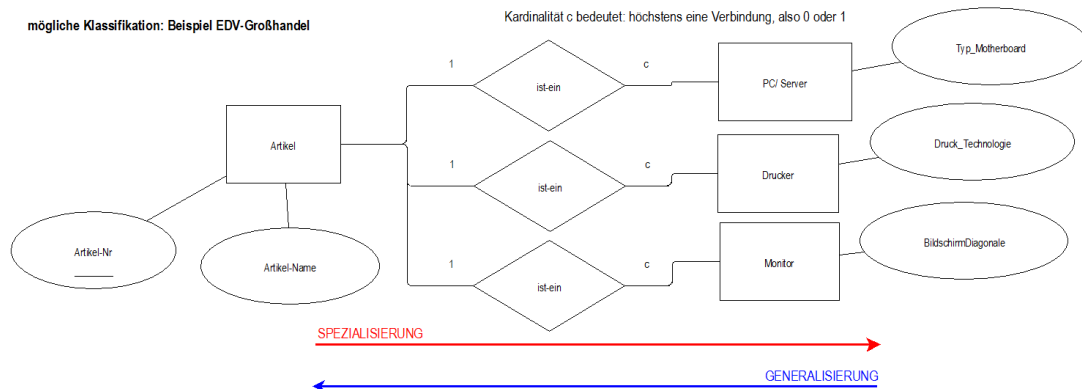 mögliche Klassifikation: Beispiel EDV-Großhandel
Kardinalität c bedeutet: höchstens eine Verbindung, also 0 oder 1
1
ist-ein
c
PC/ Server
Typ_Motherboard
Artikel
1
ist-ein
c
Drucker
Druck_Technologie
Artikel-Nr
Artikel-Name
1
ist-ein
c
Monitor
BildschirmDiagonale
SPEZIALISIERUNG
GENERALISIERUNG